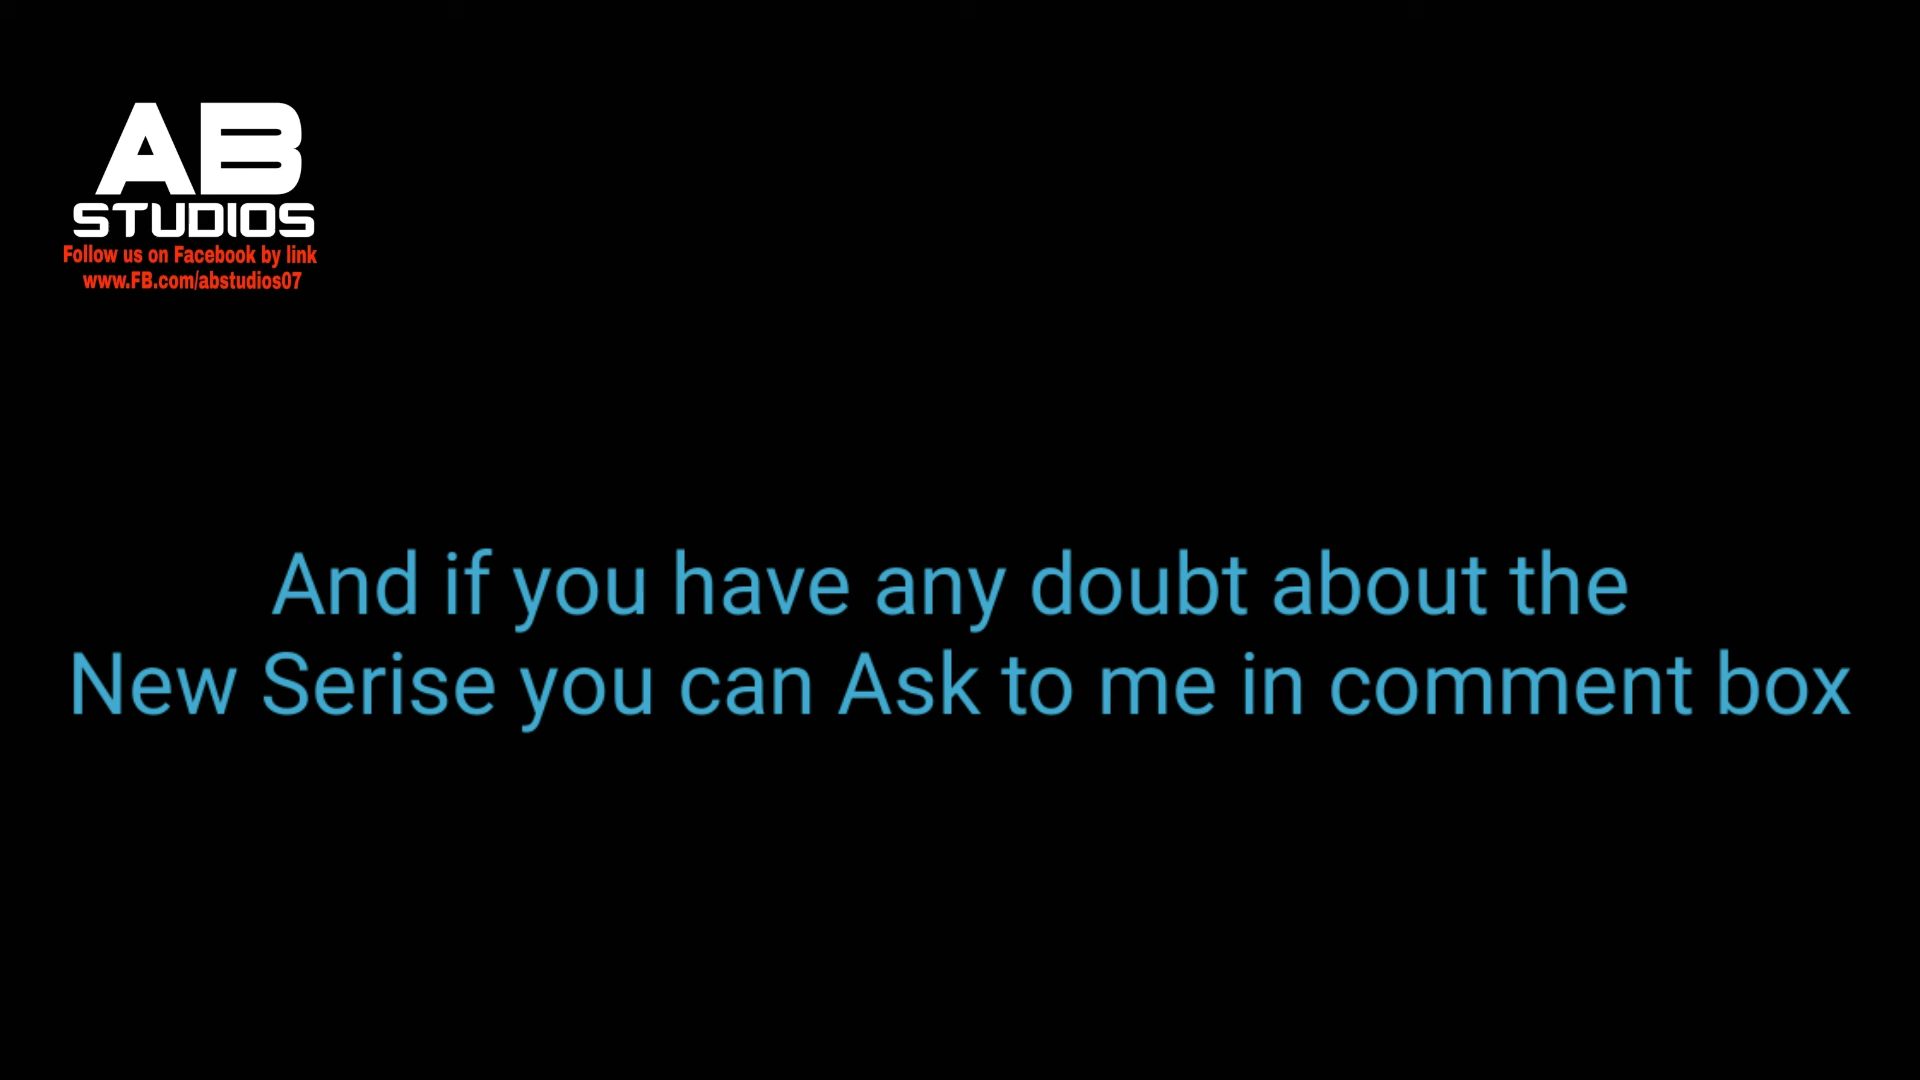 AB
STUDIOS
Follow us on Facebook by link
www.FB.com/abstudios07
And if you have any doubt about the
New Serise you can Ask to me in comment box